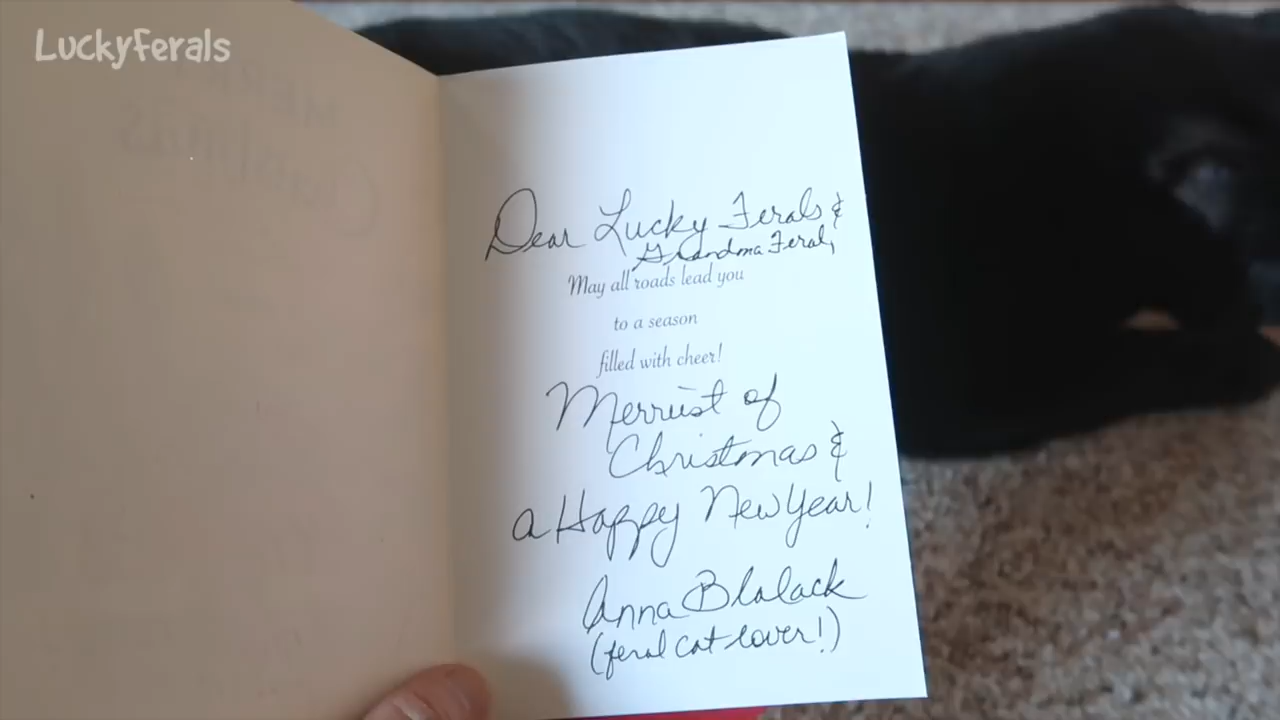 LuckyFerals
Dear Lucky Ferals &
Grandma Feral,
May all roads lead you
to a season
filled with cheer!
Merriest of
Christmas &
a Happy New Year!
Anna Blalack
(feral cat lover!)